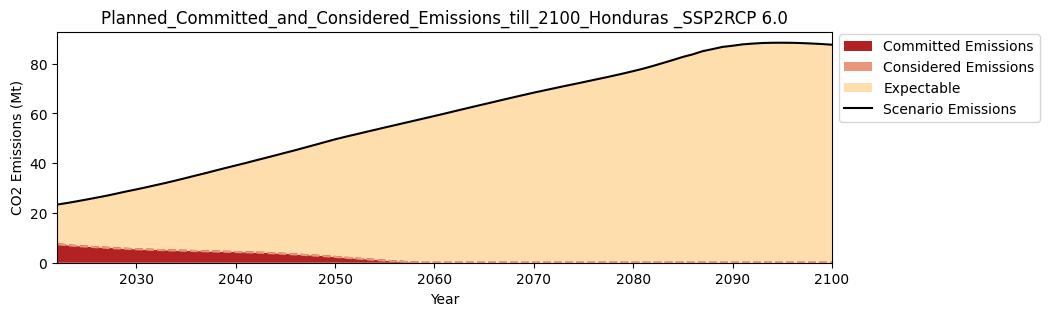 Planned_Committed_and_Considered_Emissions_till_2100_Honduras _SSP2RCP 6.0
Committed Emissions
Considered Emissions
Expectable
Scenario Emissions
CO2 Emissions (Mt)
80
60
40
20
0
2030 2040 2050 2060 2070 2080 2090 2100
Year